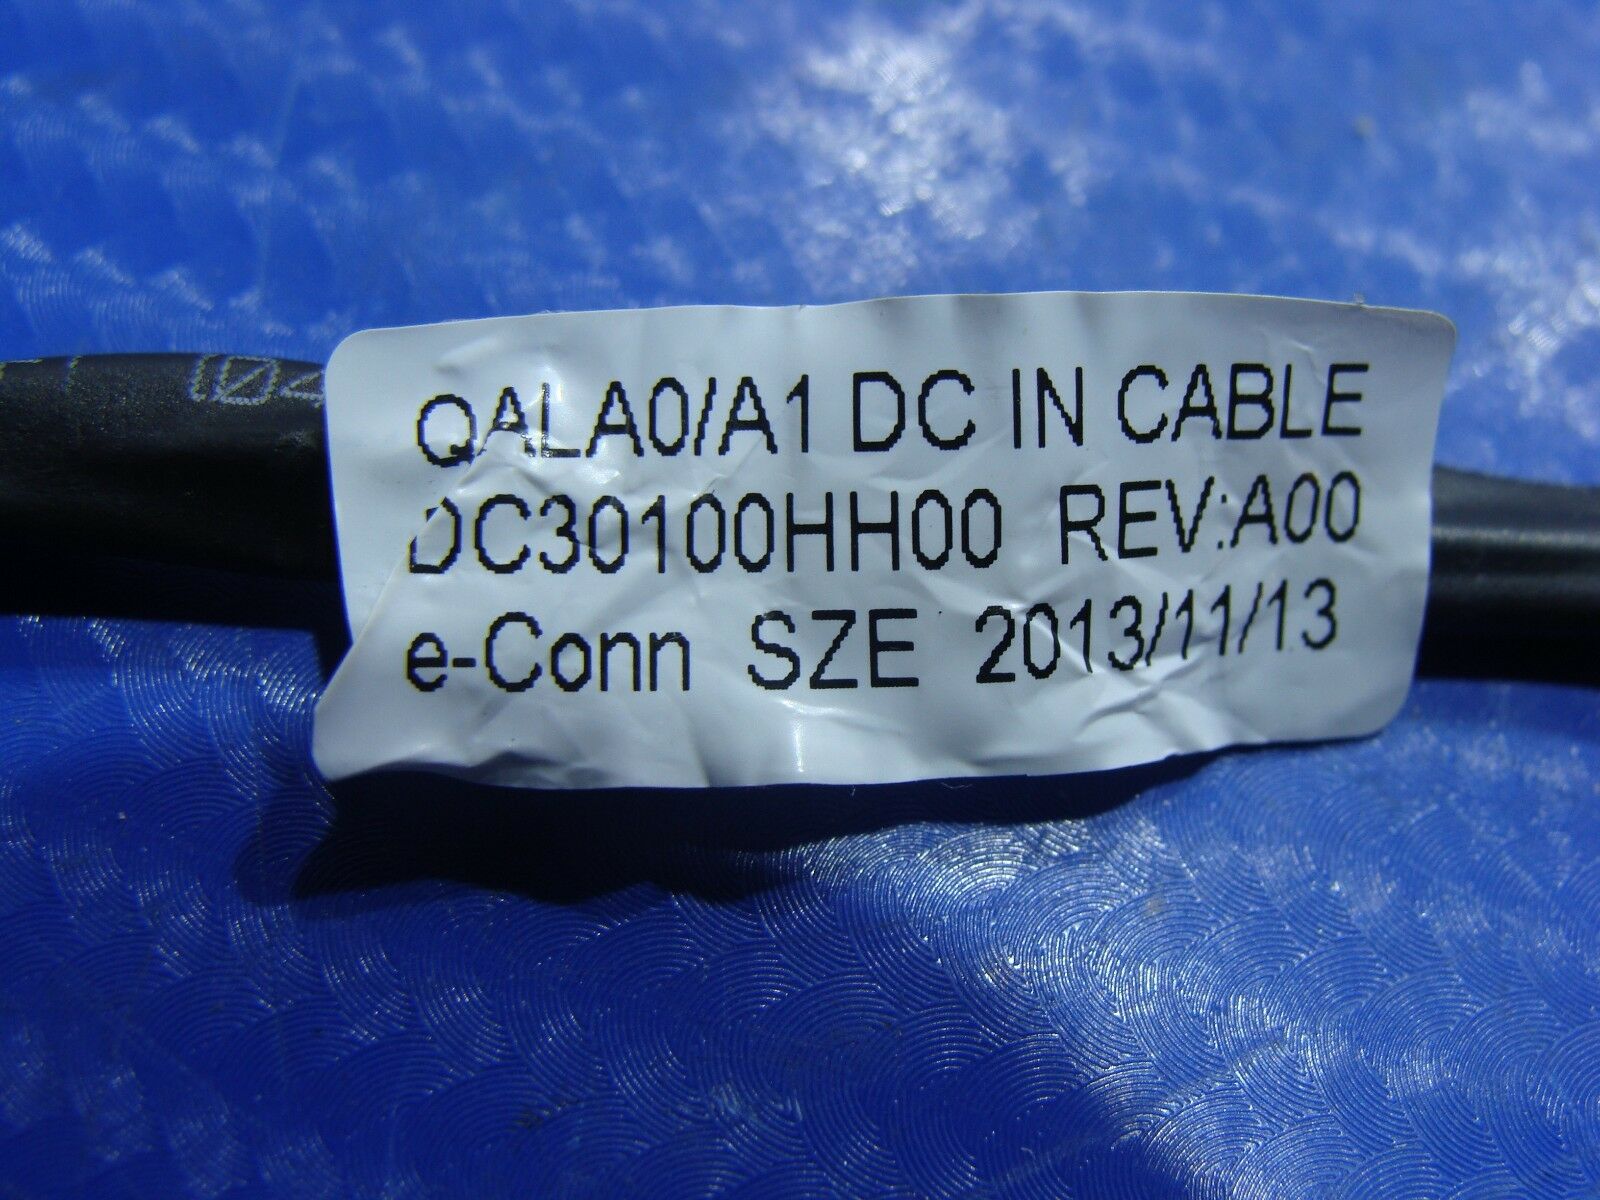 QALA0/A1 DC IN CABLE
DC30100HH00 REV:A00
e-Conn SZE 2013/11/13